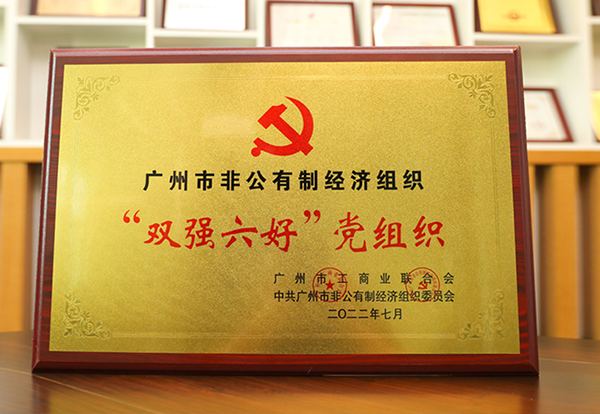 广州市非公有制经济组织
“双强六好”党组织
广州市工商业联合会
中共广州市非公有制经济组织委员会
二〇二二年七月